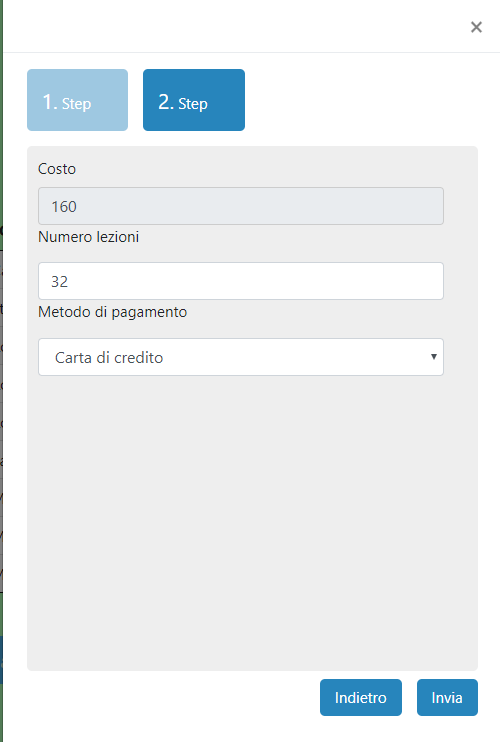 ×
1. Step 2. Step
Costo
160
Numero lezioni
32
Metodo di pagamento
Carta di credito
Indietro Invia